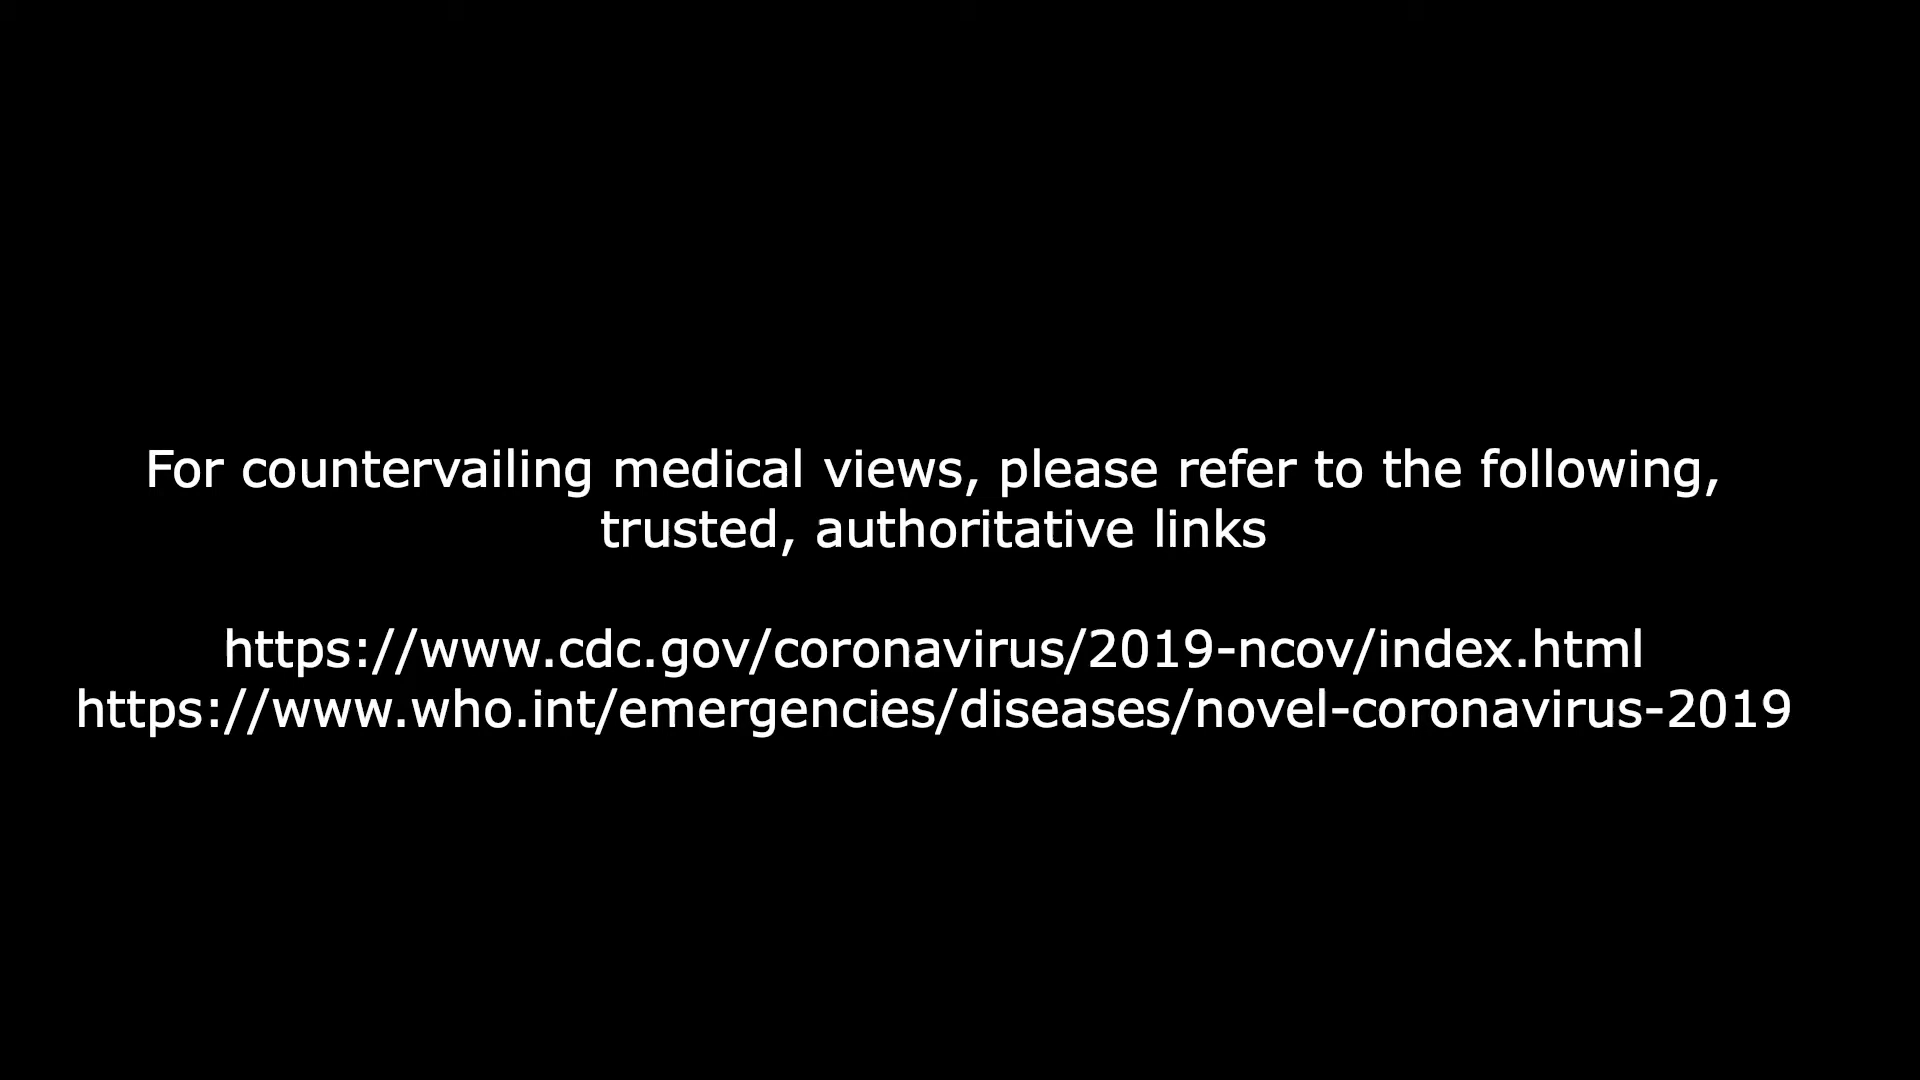 For countervailing medical views, please refer to the following,
trusted, authoritative links
https://www.cdc.gov/coronavirus/2019-ncov/index.html
https://www.who.int/emergencies/diseases/novel-coronavirus-2019